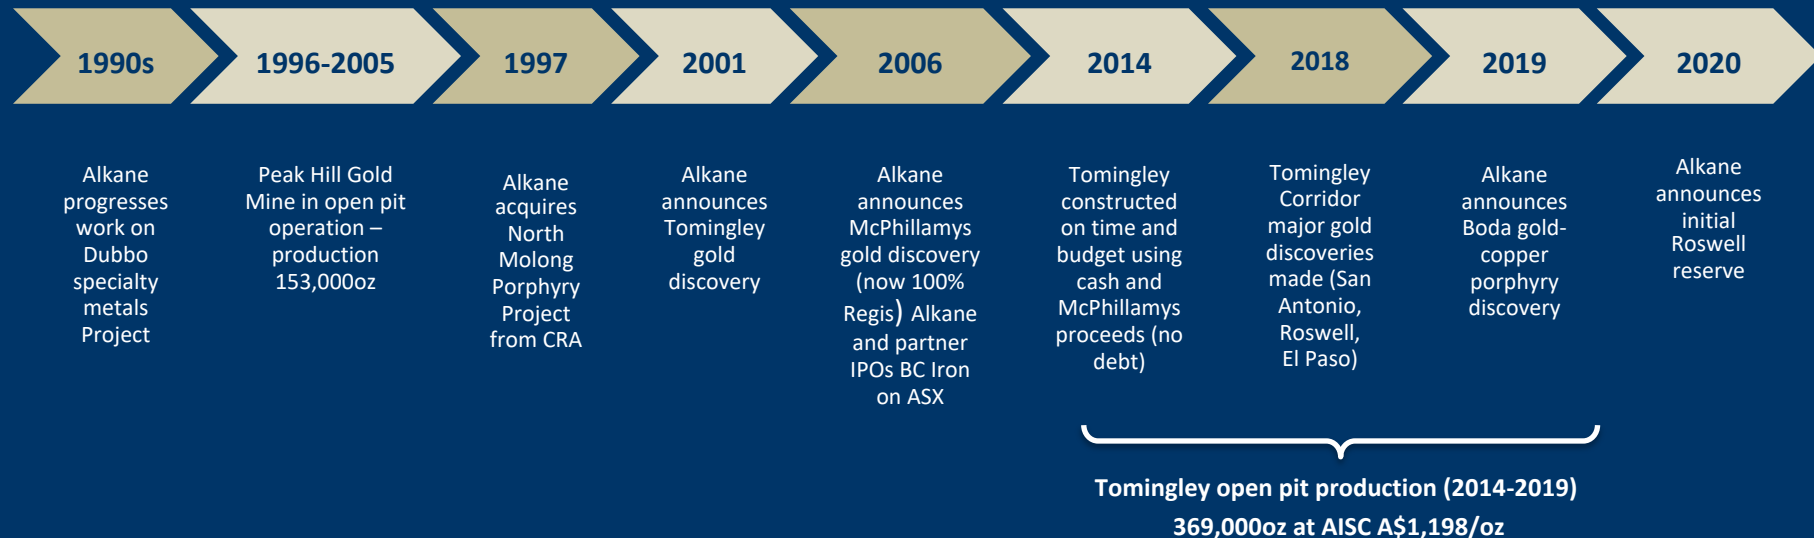 1990s
1996-2005
1997
2001
2006
2014
2018
2019
2020
Alkane
progresses
work on
Dubbo
specialty
metals
Project
Peak Hill Gold
Mine in open pit
operation –
production
153,000oz
Alkane
acquires
North
Molong
Porphyry
Project
from CRA
Alkane
announces
Tomingley
gold
discovery
Alkane
announces
McPhillamys
gold discovery
(now 100%
Regis) Alkane
and partner
IPOs BC Iron
on ASX
Tomingley
constructed
on time and
budget using
cash and
McPhillamys
proceeds (no
debt)
Tomingley
Corridor
major gold
discoveries
made (San
Antonio,
Roswell,
El Paso)
Alkane
announces
Boda gold-
copper
porphyry
discovery
Alkane
announces
initial
Roswell
reserve
Tomingley open pit production (2014-2019)
369,000oz at AISC A$1,198/oz